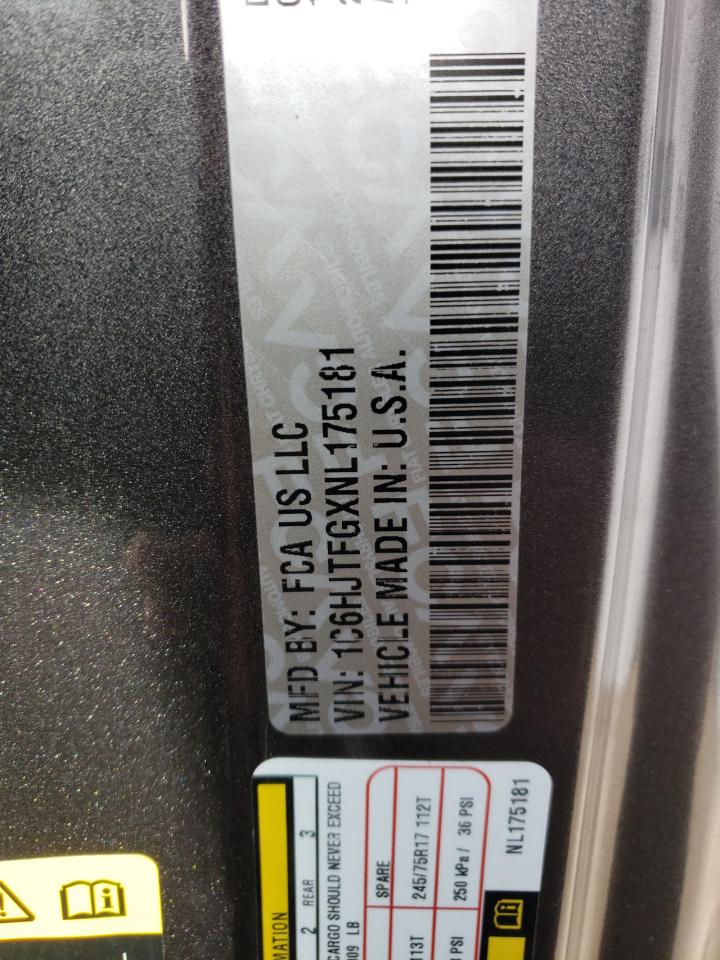 MFD BY: FCA US LLC
VIN: 1C6HJTFGXNL175181
VEHICLE MADE IN: U.S.A.
2 REAR 3
CARGO SHOULD NEVER EXCEED
LB
SPARE
113T 245/75R17 112T
PSI 250 kPa / 36 PSI
NL175181